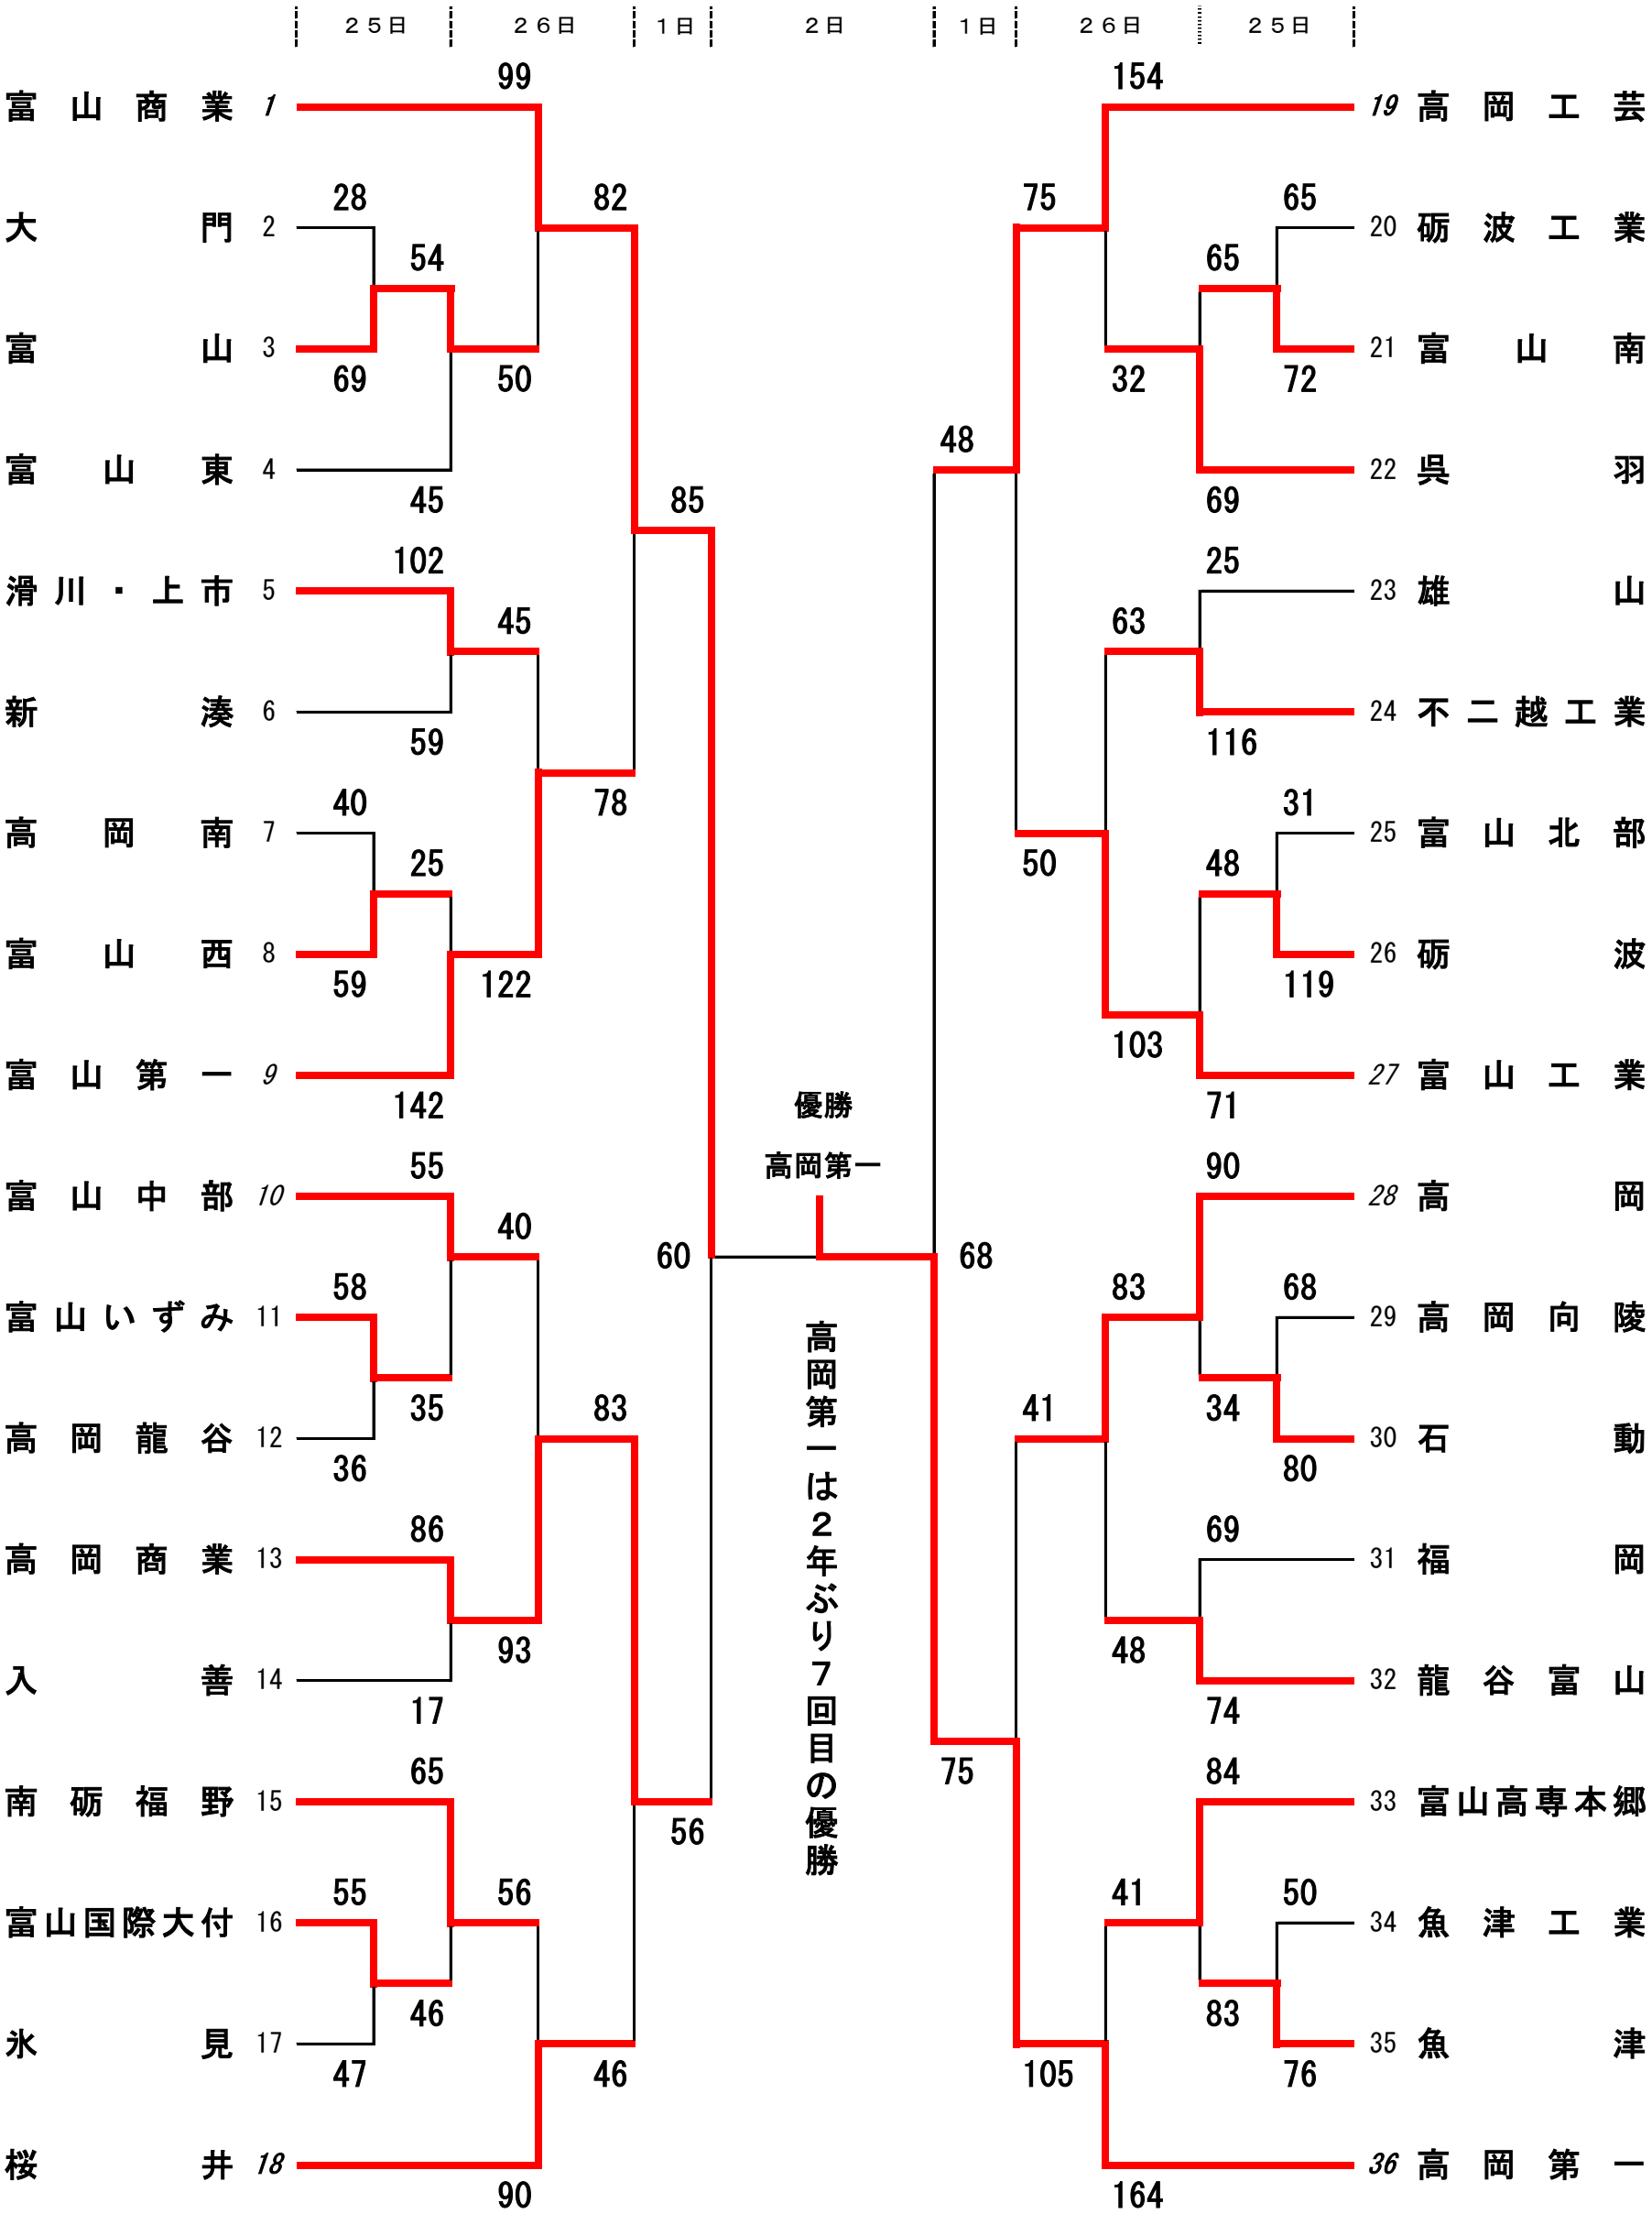 ２５日 ２６日 １日 ２日 １日 ２６日 ２５日
99 154
富山商業 1 19 高岡工芸
28 82 75 65
大門 2 20 砺波工業
54 65
富山 3 21 富山南
69 50 32 72
48
富山東 4 22 呉羽
45 85 69
102 25
滑川・上市 5 23 雄山
45 63
新湊 6 24 不二越工業
59 116
40 78 31
高岡南 7 25 富山北部
25 50 48
富山西 8 26 砺波
59 122 119
103
富山第一 9 27 富山工業
142 優勝 71
55 高岡第一 90
富山中部 10 28 高岡
40 60 68
58 83 68
富山いずみ 11 29 高岡向陵
35 83 41 34
高岡龍谷 12 30 石動
36 80
86 69
高岡商業 13 31 福岡
93 48
入善 14 32 龍谷富山
17 74
65 75 84
南砺福野 15 33 富山高専本郷
56
55 56 41 50
富山国際大付 16 34 魚津工業
46 83
氷見 17 35 魚津
47 46 105 76
桜井 18 36 高岡第一
90 164
高岡第一は２年ぶり７回目の優勝